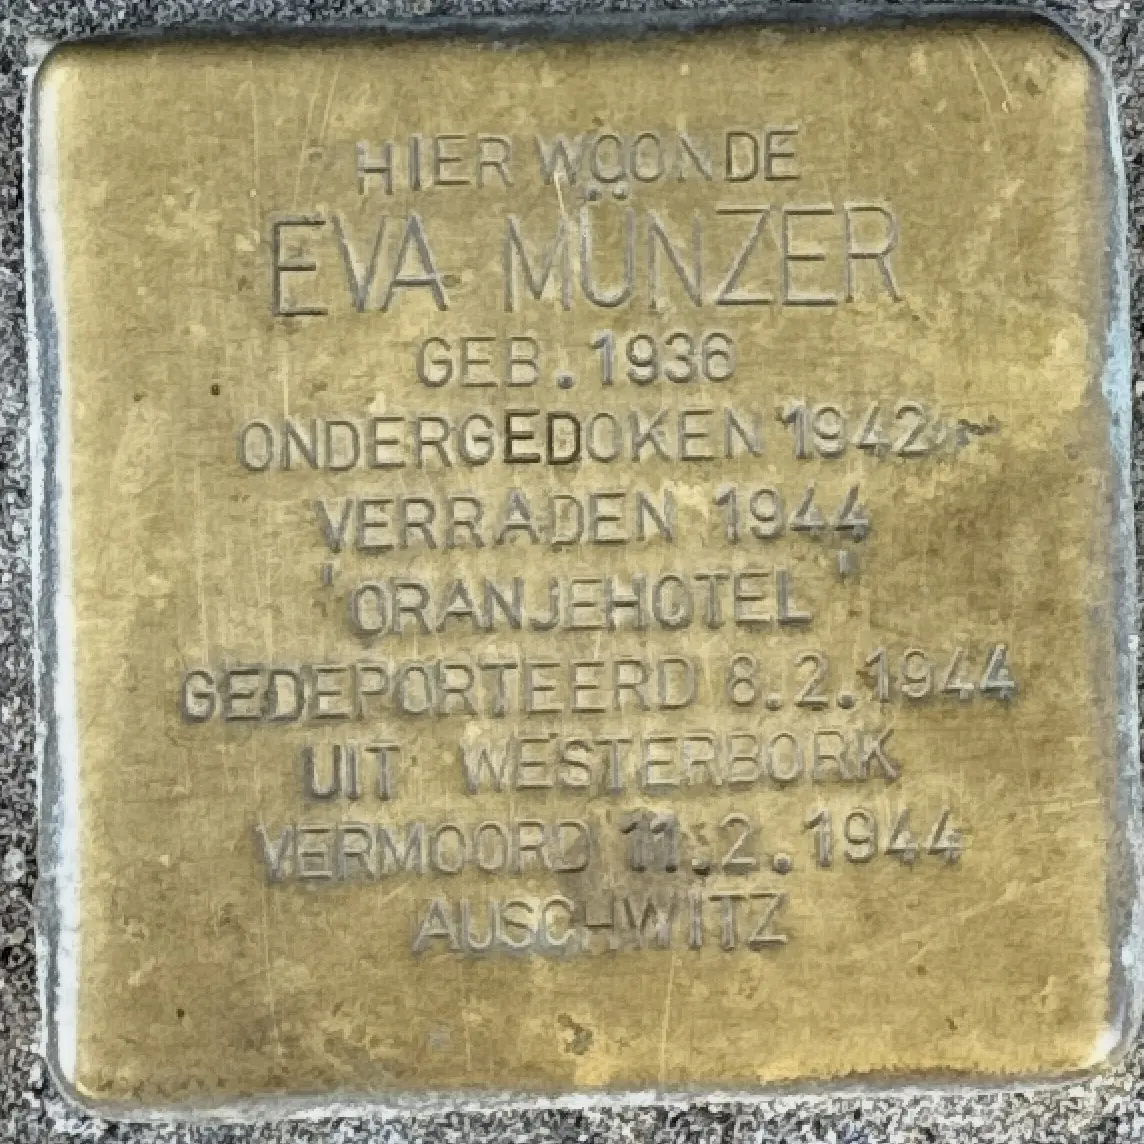 HIER WOONDE
EVA MÜNZER
GEB. 1936
ONDERGEDOKEN 1942
VERRADEN 1944
'ORANJEHOTEL'
GEDEPORTEERD 8.2.1944
UIT WESTERBORK
VERMOORD 11.2.1944
AUSCHWITZ